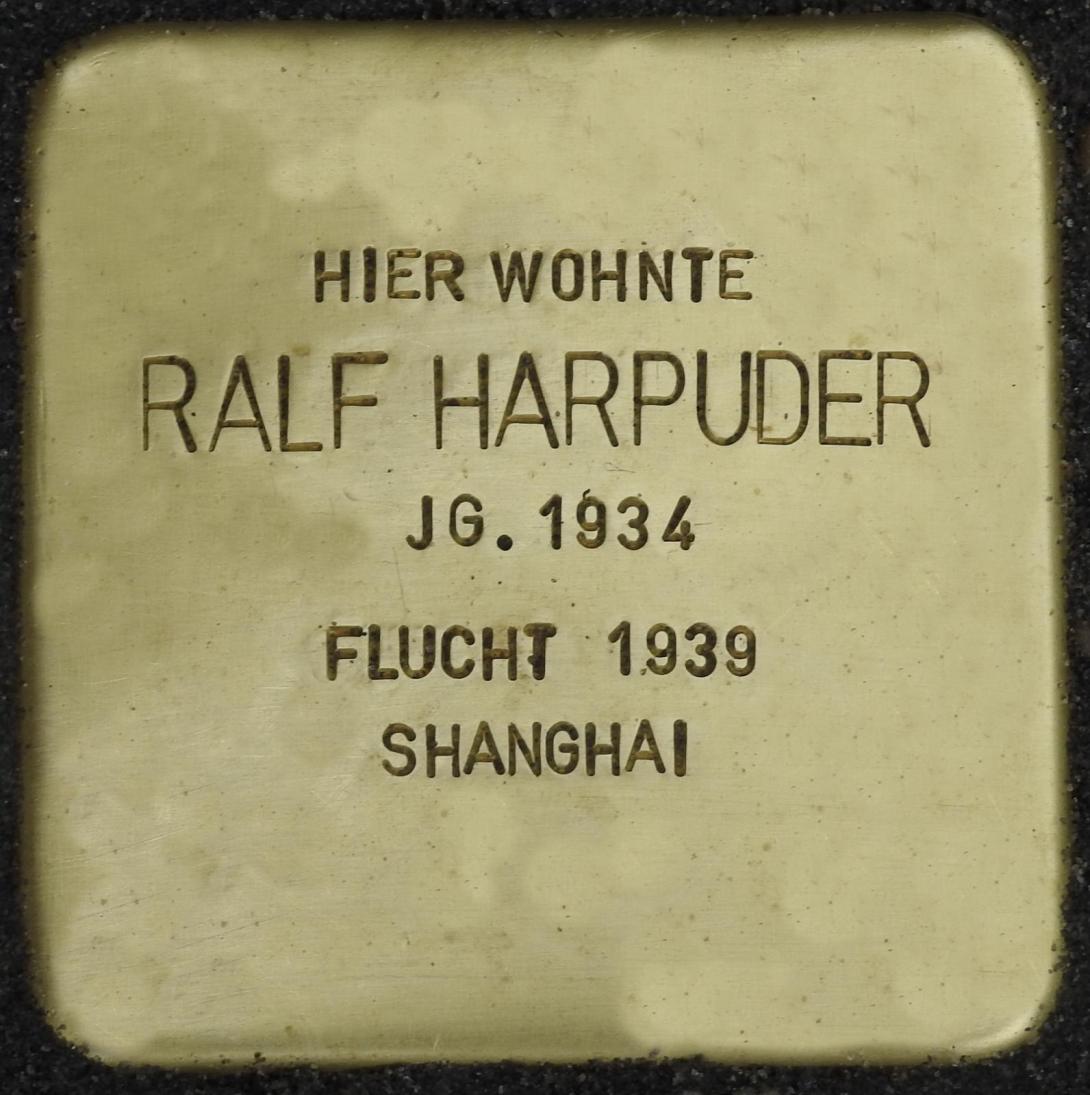 HIER WOHNTE
RALF HARPUDER
JG. 1934
FLUCHT 1939
SHANGHAI